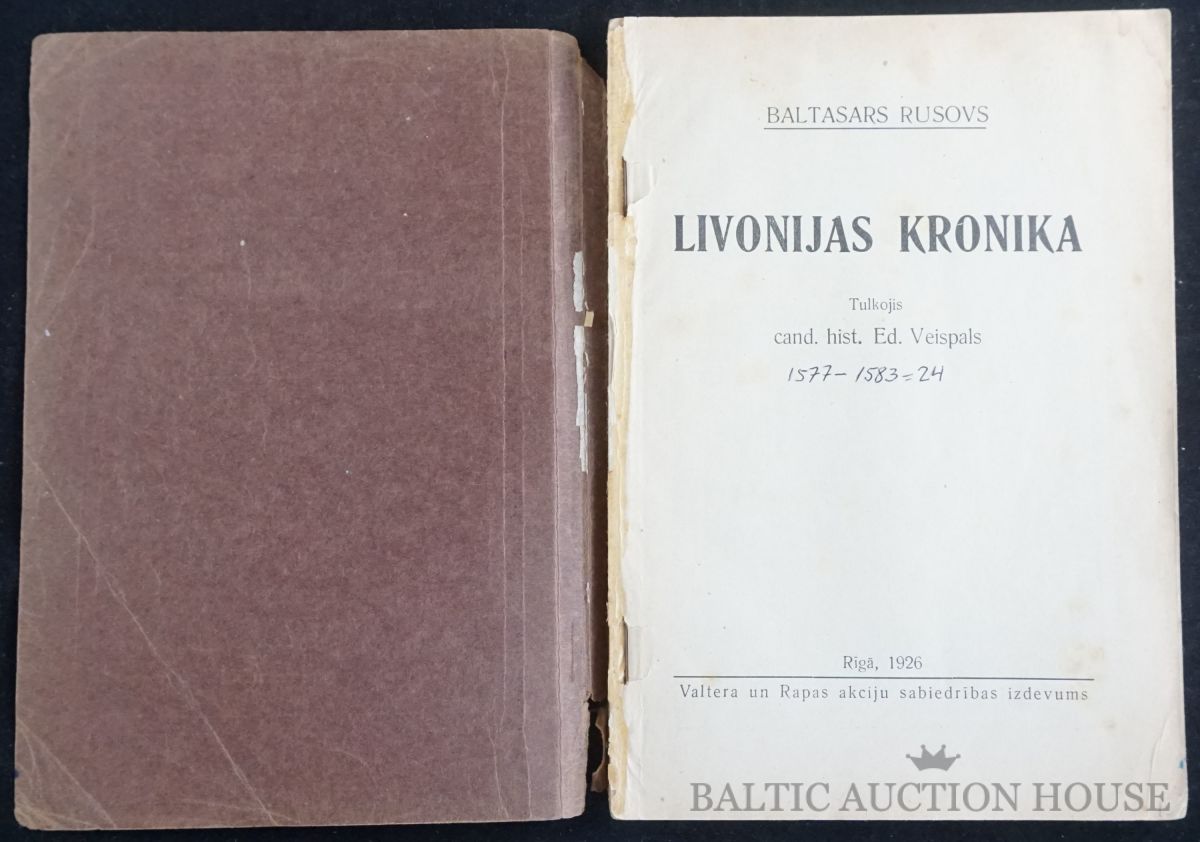 BALTASARS RUSOVS
LIVONIJAS KRONIKA
Tulkojis
cand. hist. Ed. Veispals
1577 – 1583 = 24
Rīgā, 1926
Valtera un Rapas akciju sabiedrības izdevums
BALTIC AUCTION HOUSE